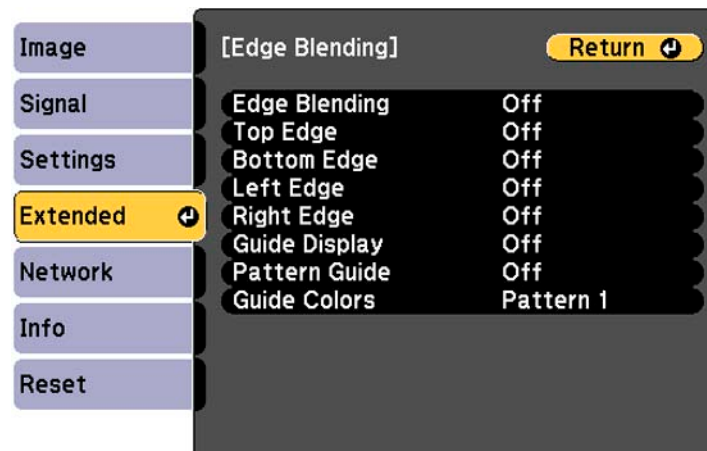 Image
Signal
Settings
Extended
Network
Info
Reset
[Edge Blending]
Return
Edge Blending Off
Top Edge Off
Bottom Edge Off
Left Edge Off
Right Edge Off
Guide Display Off
Pattern Guide Off
Guide Colors Pattern 1